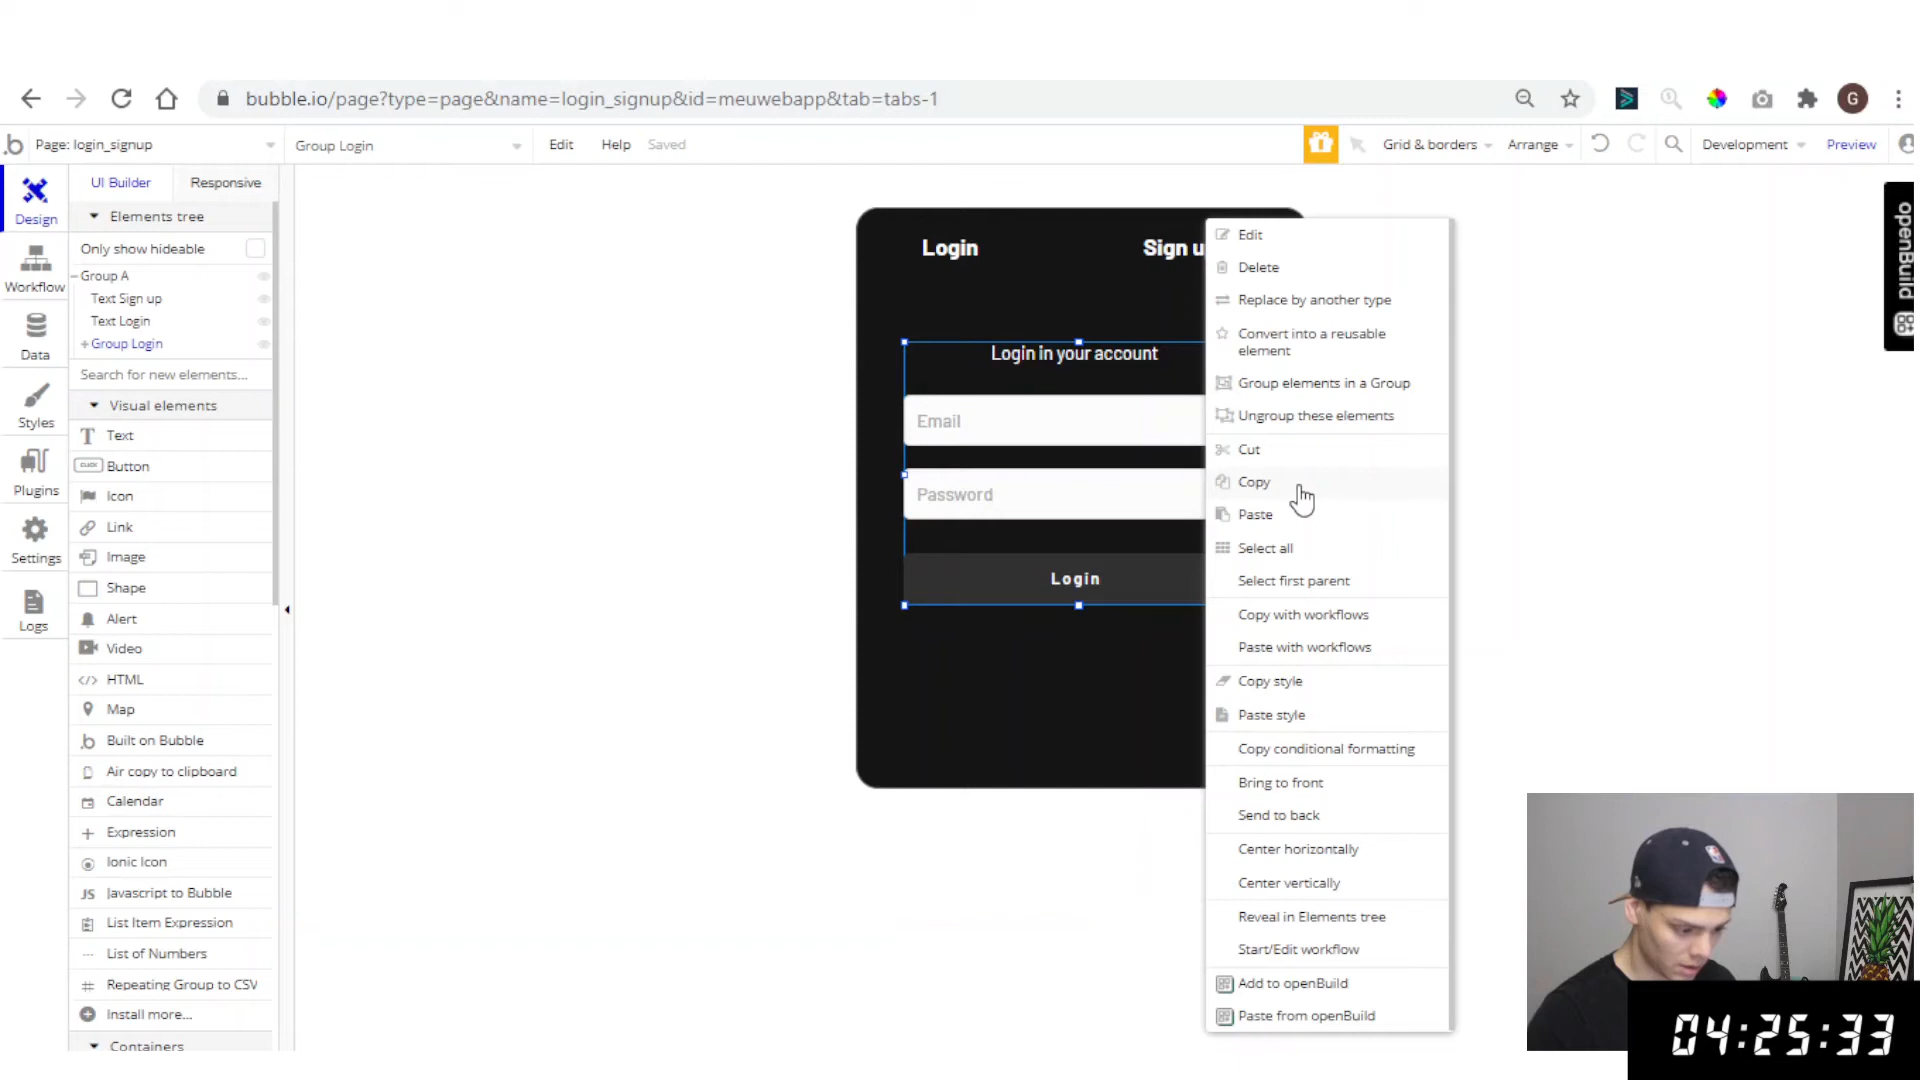 bubble.io/page?type=page&name=login_signup&id=meuwebapp&tab=tabs-1
G
Page: login_signup
Group Login
Edit
Help
Saved
Grid & borders
Arrange
Development
Preview
UI Builder
Responsive
Design
Elements tree
Only show hideable
Group A
Text Sign up
Text Login
Group Login
Search for new elements...
Workflow
Data
Styles
Plugins
Settings
Logs
Visual elements
Text
CLICK
Button
Icon
Link
Image
Shape
Alert
Video
HTML
Map
Built on Bubble
Air copy to clipboard
Calendar
Expression
Ionic Icon
JS Javascript to Bubble
List Item Expression
List of Numbers
Repeating Group to CSV
Install more...
Containers
Login
Sign u
Login in your account
Email
Password
Login
Edit
Delete
Replace by another type
Convert into a reusable
element
Group elements in a Group
Ungroup these elements
Cut
Copy
Paste
Select all
Select first parent
Copy with workflows
Paste with workflows
Copy style
Paste style
Copy conditional formatting
Bring to front
Send to back
Center horizontally
Center vertically
Reveal in Elements tree
Start/Edit workflow
Add to openBuild
Paste from openBuild
openBuild
04:25:33